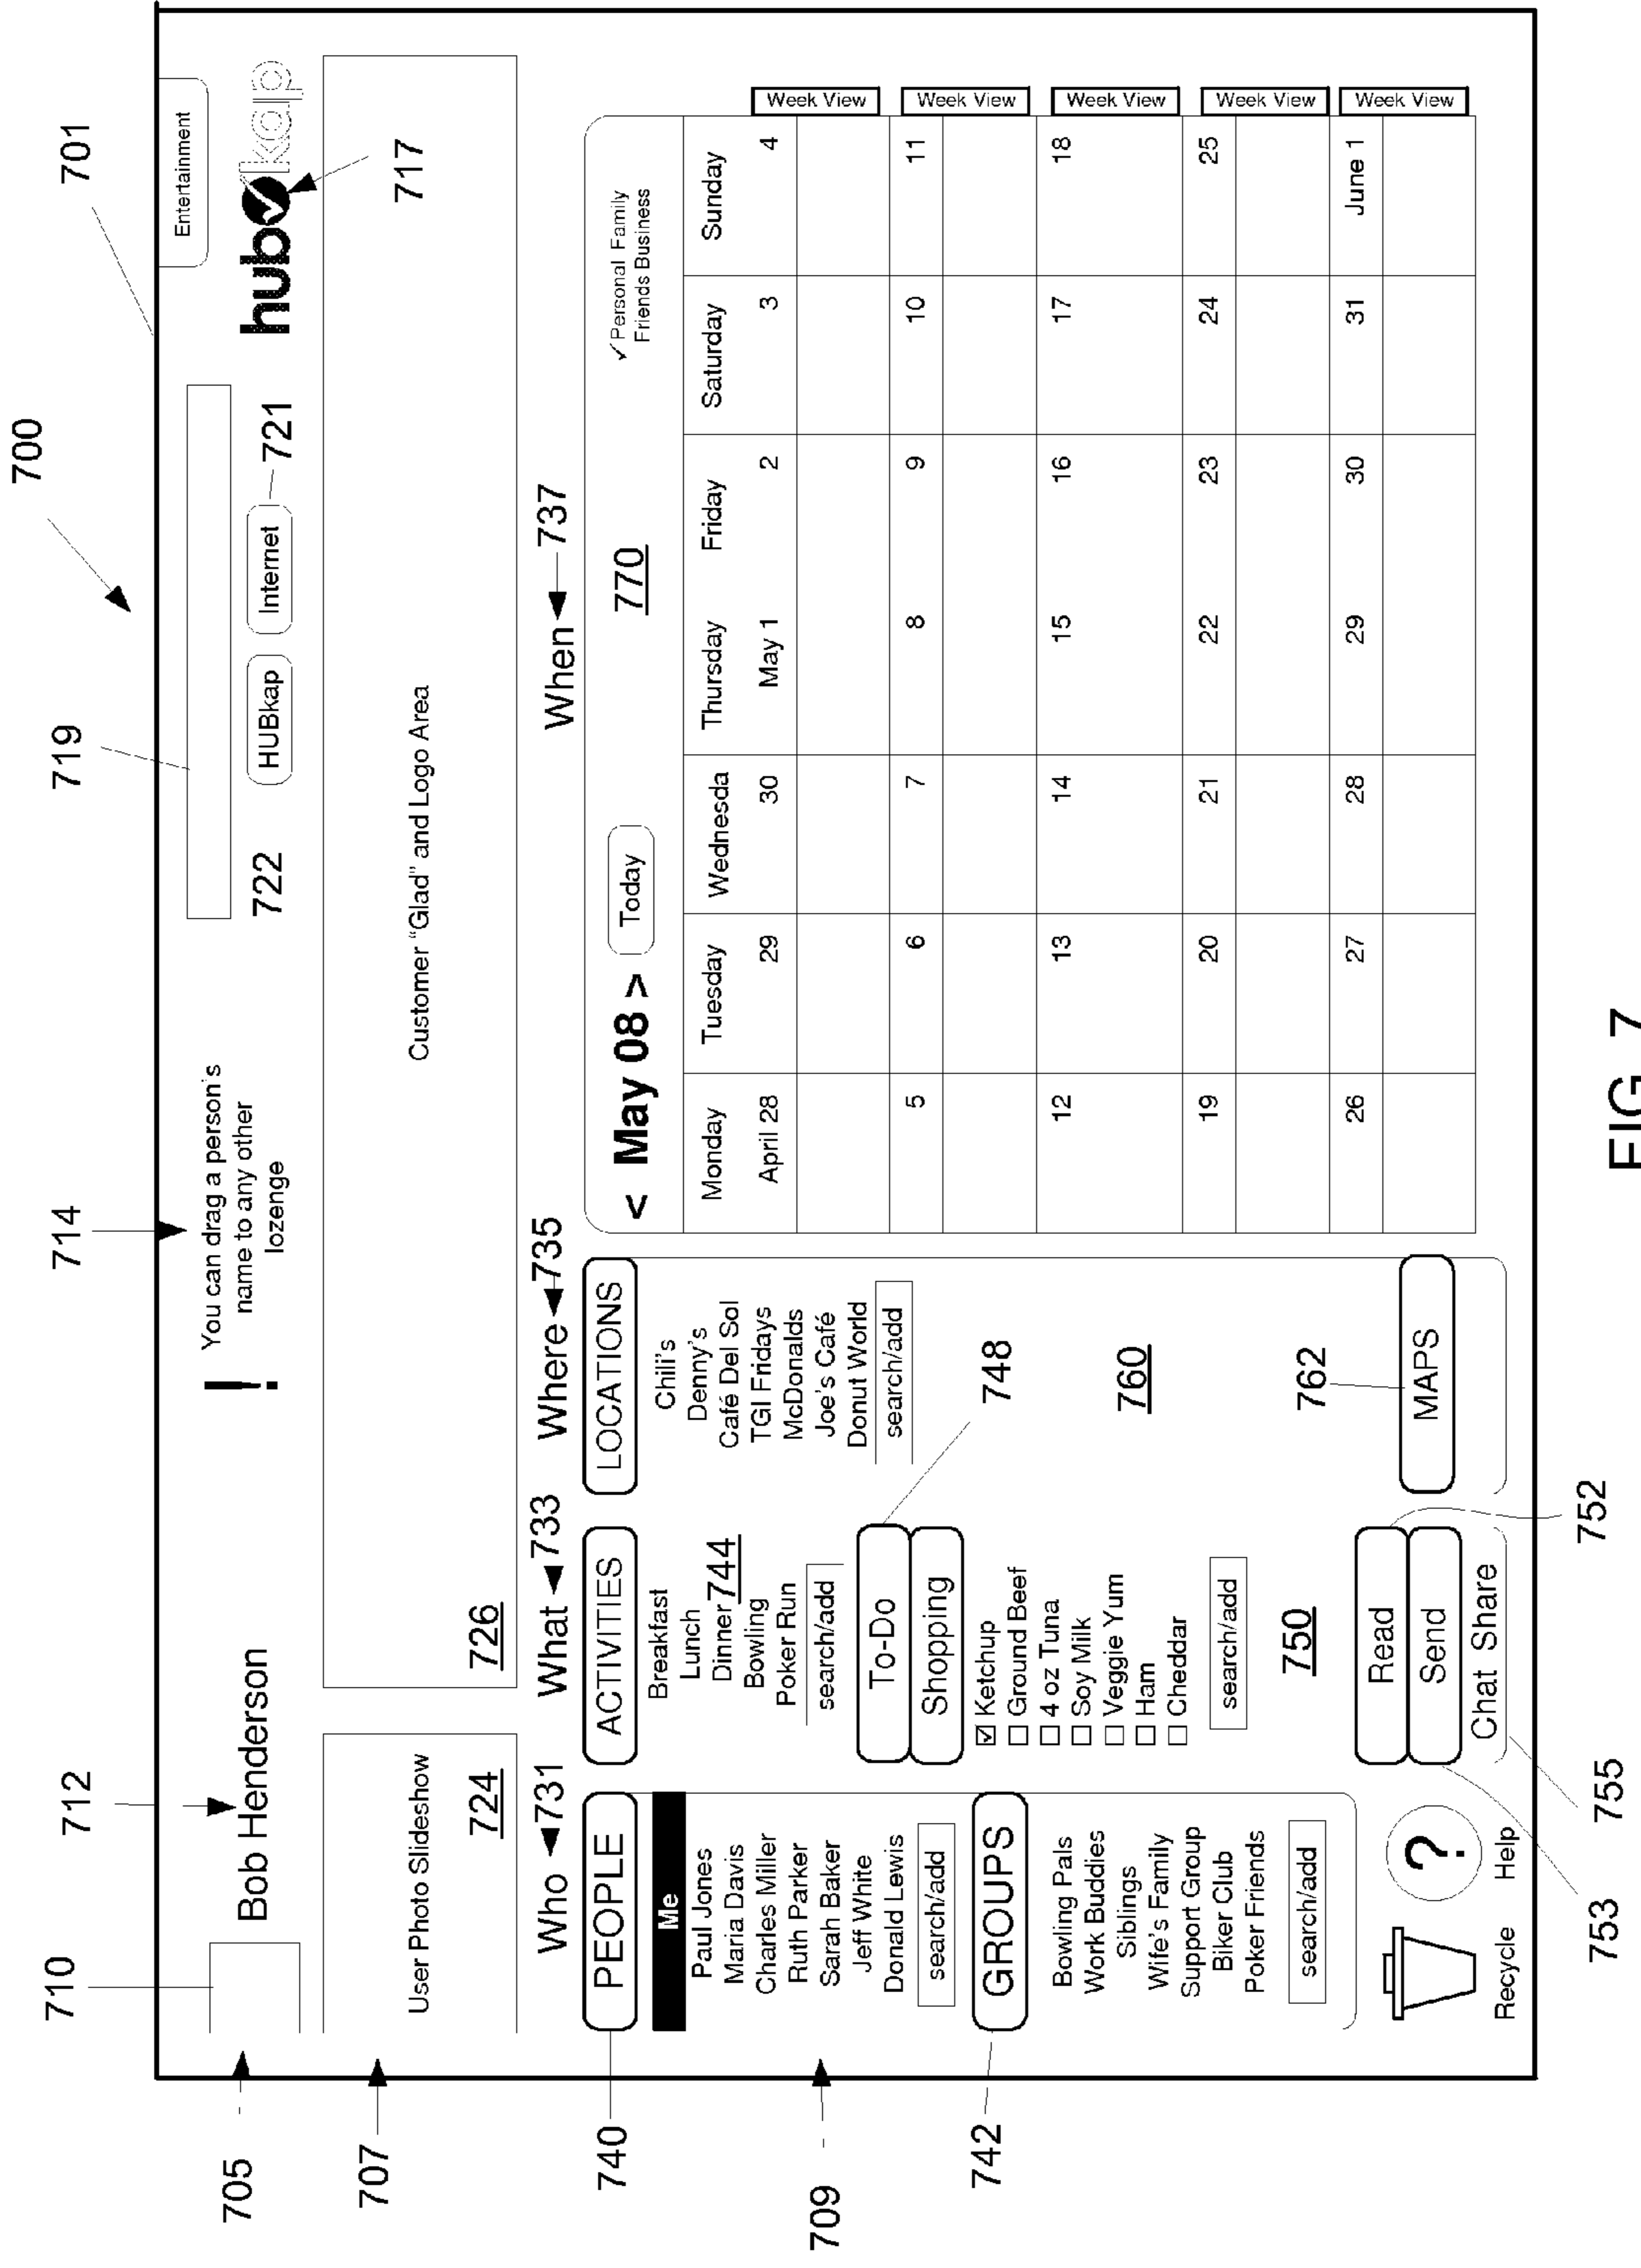 700
701
719
714
712
710
Entertainment
You can drag a person's
name to any other
lozenge
!
Bob Henderson
722
HUBkap
Internet
721
hub kap
717
705
707
User Photo Slideshow
724
Customer "Glad" and Logo Area
726
Who 731
What 733
Where 735
When 737
740
PEOPLE
Me
Paul Jones
Maria Davis
Charles Miller
Ruth Parker
Sarah Baker
Jeff White
Donald Lewis
search/add
709
742
GROUPS
Bowling Pals
Work Buddies
Siblings
Wife's Family
Support Group
Biker Club
Poker Friends
search/add
Recycle
?
Help
ACTIVITIES
Breakfast
Lunch
Dinner 744
Bowling
Poker Run
search/add
To-Do
748
Shopping
Ketchup
Ground Beef
4 oz Tuna
Soy Milk
Veggie Yum
Ham
Cheddar
search/add
750
Read
Send
Chat Share
752
753
755
LOCATIONS
Chili's
Denny's
Café Del Sol
TGI Fridays
McDonalds
Joe's Café
Donut World
search/add
760
762
MAPS
< May 08 >
Today
770
✓Personal Family
Friends Business
Monday Tuesday Wednesda Thursday Friday Saturday Sunday
April 28 29 30 May 1 2 3 4
Week View
5 6 7 8 9 10 11
Week View
12 13 14 15 16 17 18
Week View
19 20 21 22 23 24 25
Week View
26 27 28 29 30 31 June 1
Week View
FIG. 7